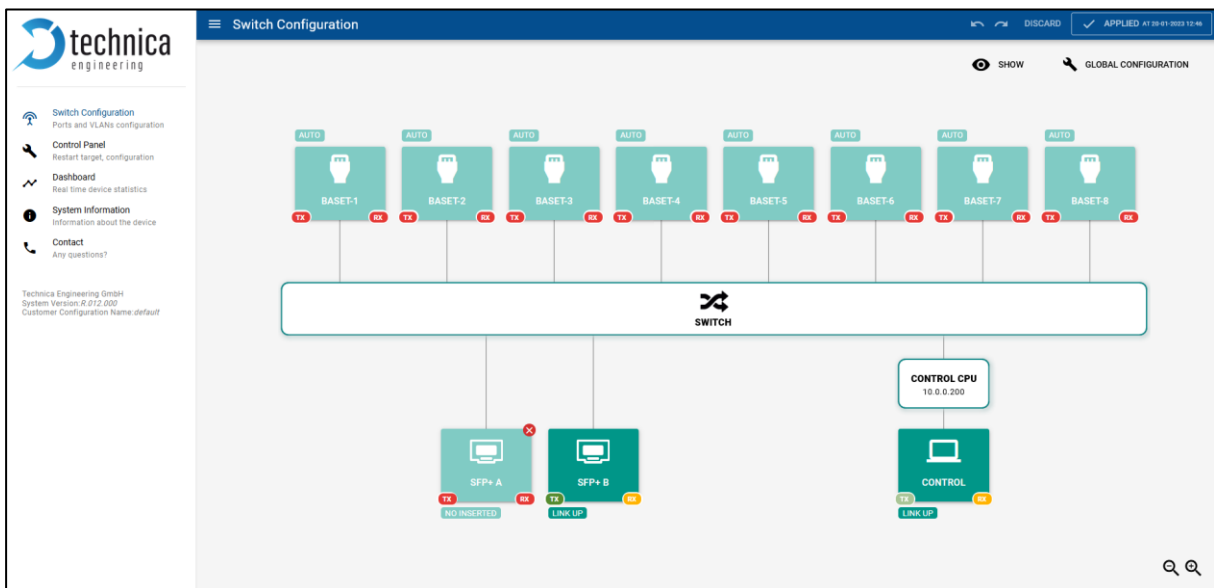 technica
engineering
Switch Configuration
DISCARD
APPLIED AT 20-01-2023 12:46
SHOW
GLOBAL CONFIGURATION
Switch Configuration
Ports and VLANs configuration
Control Panel
Restart target, configuration
Dashboard
Real time device statistics
System Information
Information about the device
Contact
Any questions?
Technica Engineering GmbH
System Version:R.012.000
Customer Configuration Name:default
AUTO AUTO AUTO AUTO AUTO AUTO AUTO AUTO
BASET-1 BASET-2 BASET-3 BASET-4 BASET-5 BASET-6 BASET-7 BASET-8
TX RX TX RX TX RX TX RX TX RX TX RX TX RX TX RX
SWITCH
CONTROL CPU
10.0.0.200
SFP+ A SFP+ B CONTROL
TX RX TX RX TX RX
NO INSERTED LINK UP LINK UP